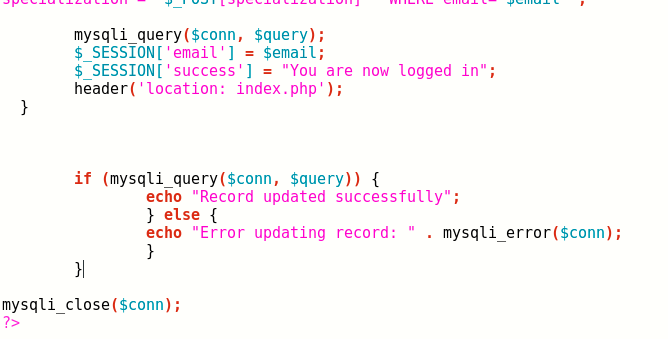 specialization = '$_POST[specialization]' WHERE email='$email'";
mysqli_query($conn, $query);
$_SESSION['email'] = $email;
$_SESSION['success'] = "You are now logged in";
header('location: index.php');
}
if (mysqli_query($conn, $query)) {
echo "Record updated successfully";
} else {
echo "Error updating record: " . mysqli_error($conn);
}
}
mysqli_close($conn);
?>